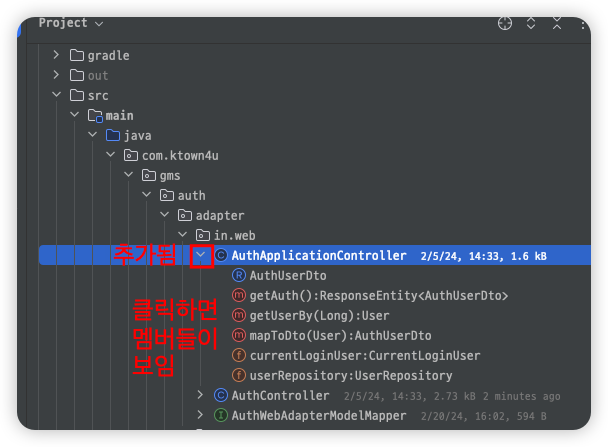 Project
gradle
out
src
main
java
com.ktown4u
gms
auth
adapter
in.web
추가됨
AuthApplicationController 2/5/24, 14:33, 1.6 kB
AuthUserDto
getAuth():ResponseEntity<AuthUserDto>
클릭하면
getUserBy(Long):User
멤버들이
mapToDto(User):AuthUserDto
보임
currentLoginUser:CurrentLoginUser
userRepository:UserRepository
AuthController 2/5/24, 14:33, 2.73 kB 2 minutes ago
AuthWebAdapterModelMapper 2/20/24, 16:02, 594 B